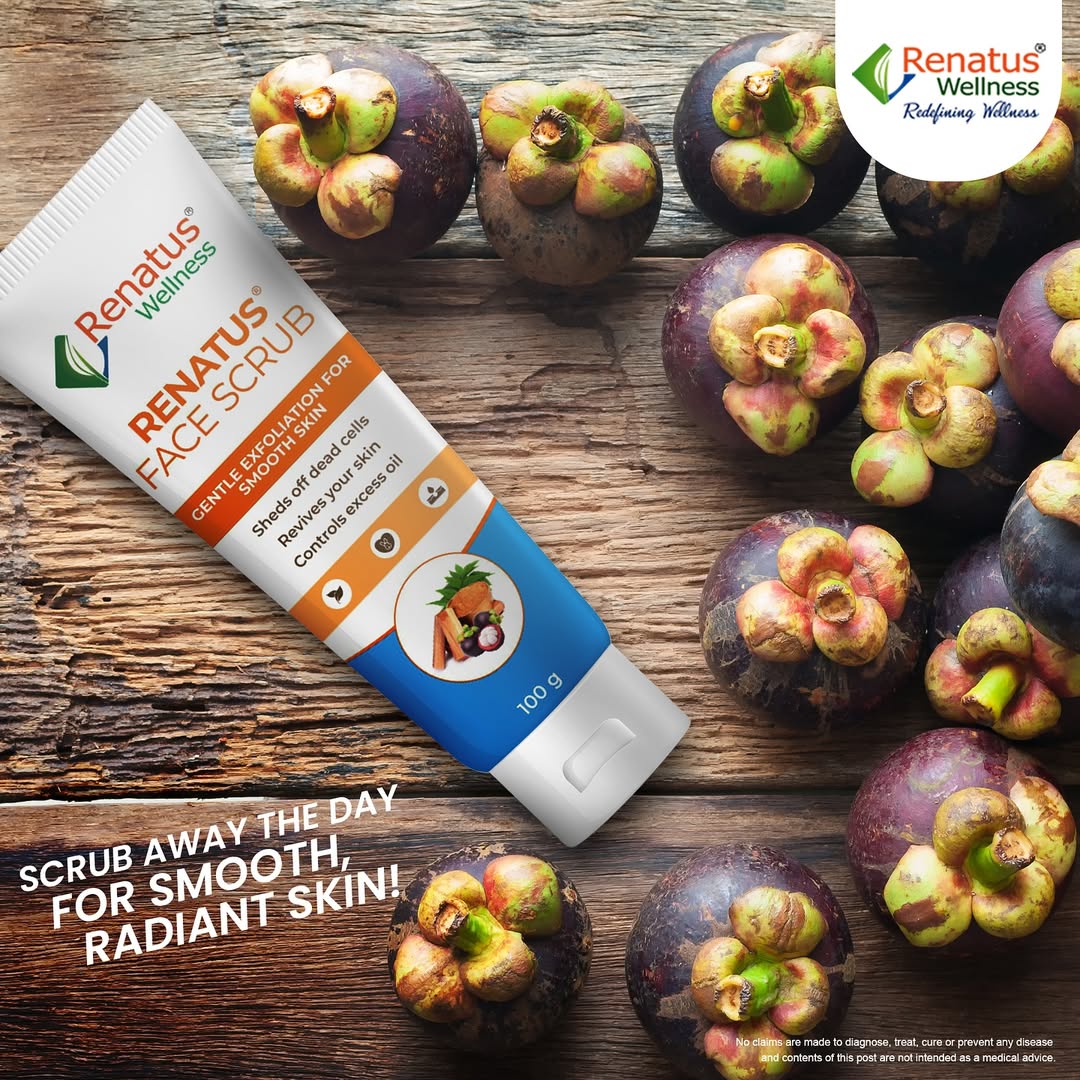 Renatus®
Wellness
Redefining Wellness
Renatus®
Wellness
RENATUS®
FACE SCRUB
GENTLE EXFOLIATION FOR
SMOOTH SKIN
Sheds off dead cells
Revives your skin
Controls excess oil
100 g
SCRUB AWAY THE DAY
FOR SMOOTH,
RADIANT SKIN!
No claims are made to diagnose, treat, cure or prevent any disease
and contents of this post are not intended as a medical advice.